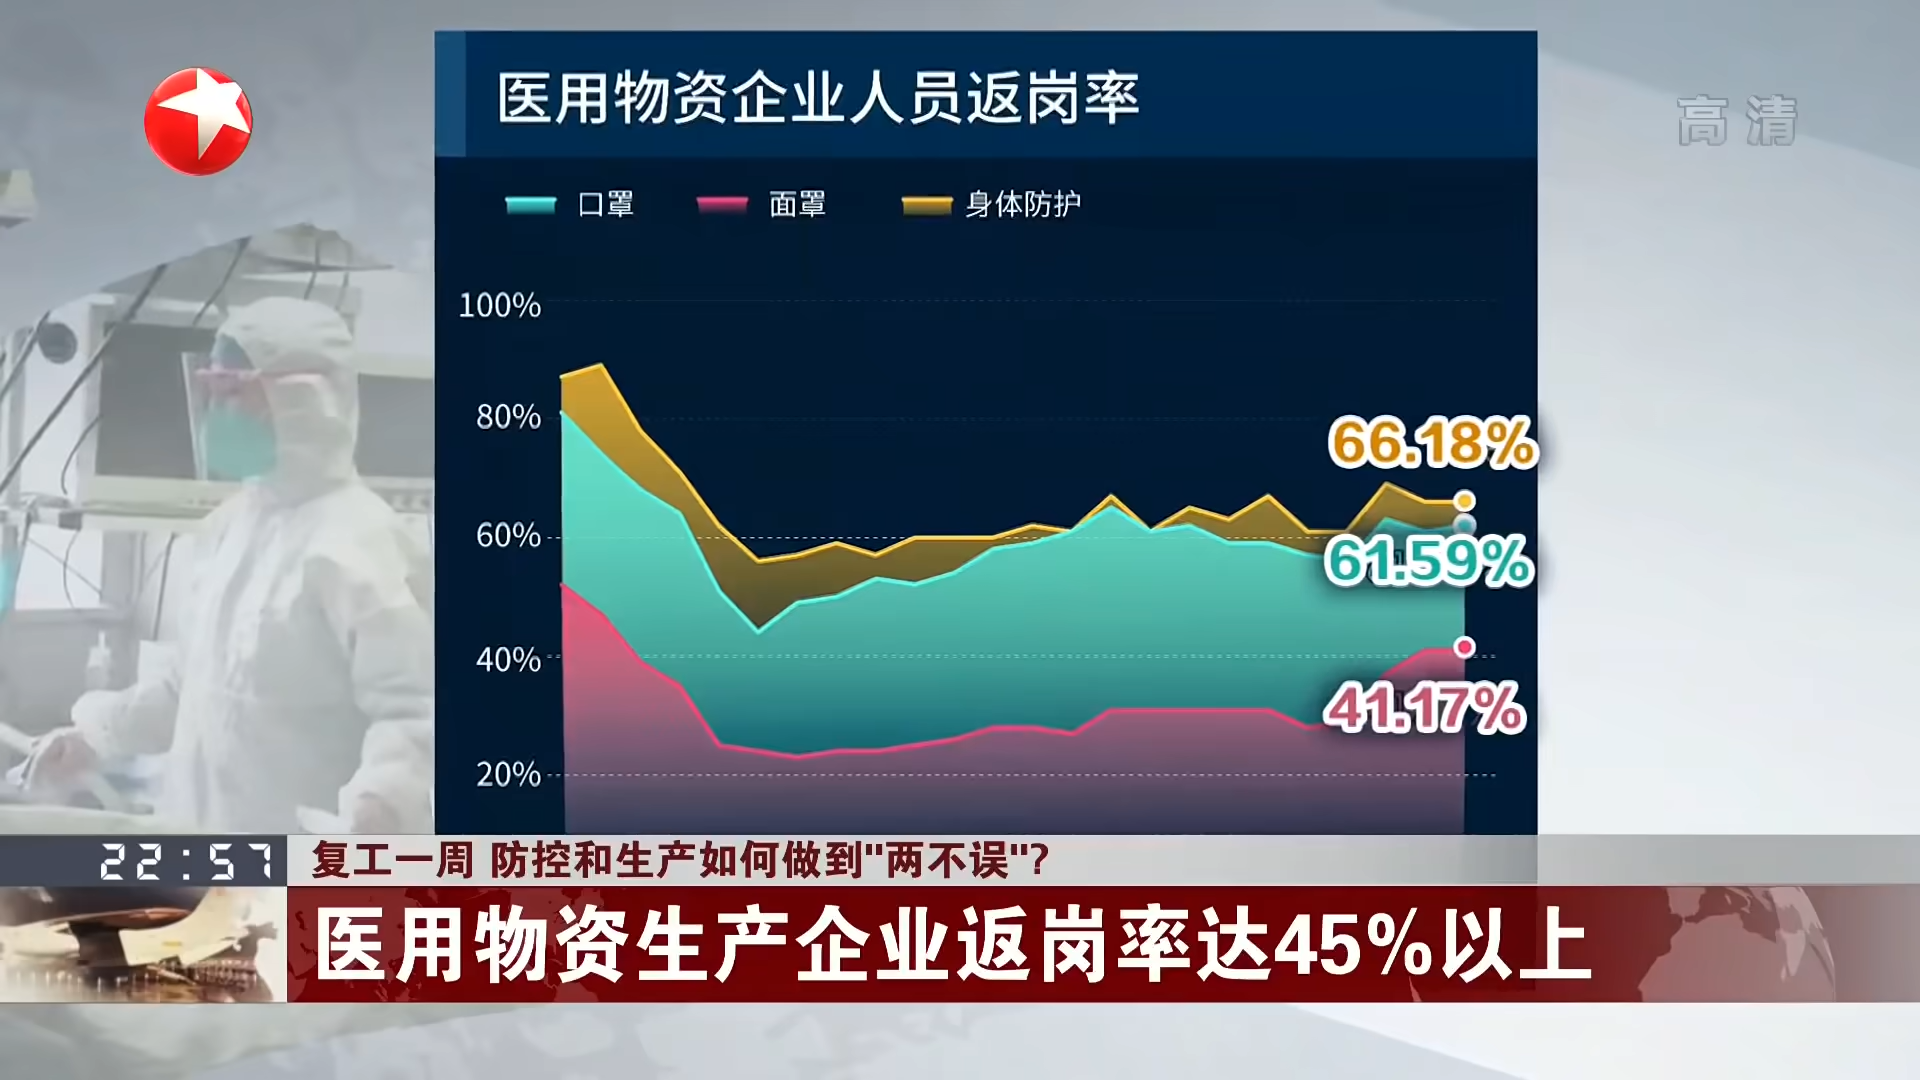 医用物资企业人员返岗率
高清
口罩 面罩 身体防护
100%
80%
66.18%
60%
61.59%
40%
41.17%
20%
22:57 复工一周 防控和生产如何做到"两不误"?
医用物资生产企业返岗率达45%以上